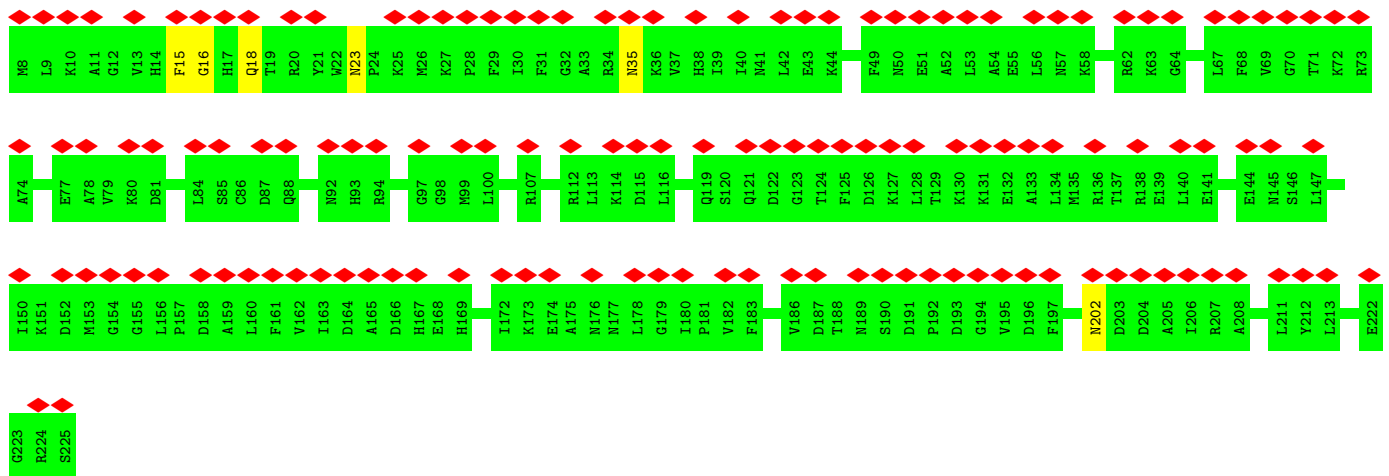 M8 L9 K10 A11 G12 V13 H14 F15 G16 H17 Q18 T19 R20 Y21 W22 N23 P24 K25 M26 K27 P28 F29 I30 F31 G32 A33 R34 N35 K36 V37 H38 I39 I40 N41 L42 E43 K44 F49 N50 E51 A52 L53 A54 E55 L56 N57 K58 R62 K63 G64 L67 F68 V69 G70 T71 K72 R73
A74 E77 A78 V79 K80 D81 L84 S85 C86 D87 Q88 N92 H93 R94 G97 G98 M99 L100 R107 R112 L113 K114 D115 L116 Q119 S120 Q121 D122 G123 T124 F125 D126 K127 L128 T129 K130 K131 E132 A133 L134 M135 R136 T137 R138 E139 L140 E141 E144 N145 S146 L147
I150 K151 D152 M153 G154 G155 L156 P157 D158 A159 L160 F161 V162 I163 D164 A165 D166 H167 E168 H169 I172 K173 E174 A175 N176 N177 L178 G179 I180 P181 V182 F183 V186 D187 T188 N189 S190 D191 P192 D193 G194 V195 D196 F197 N202 D203 D204 A205 I206 R207 A208 L211 Y212 L213 E222
G223 R224 S225